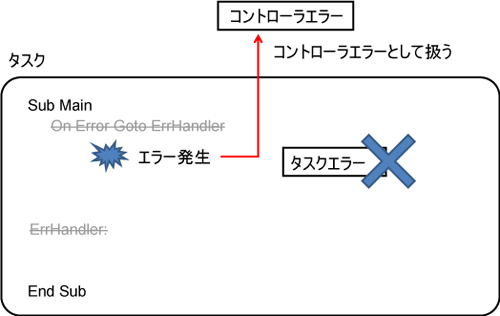 コントローラエラー
コントローラエラーとして扱う
タスク
Sub Main
On Error Goto ErrHandler
エラー発生
タスクエラー
ErrHandler:
End Sub